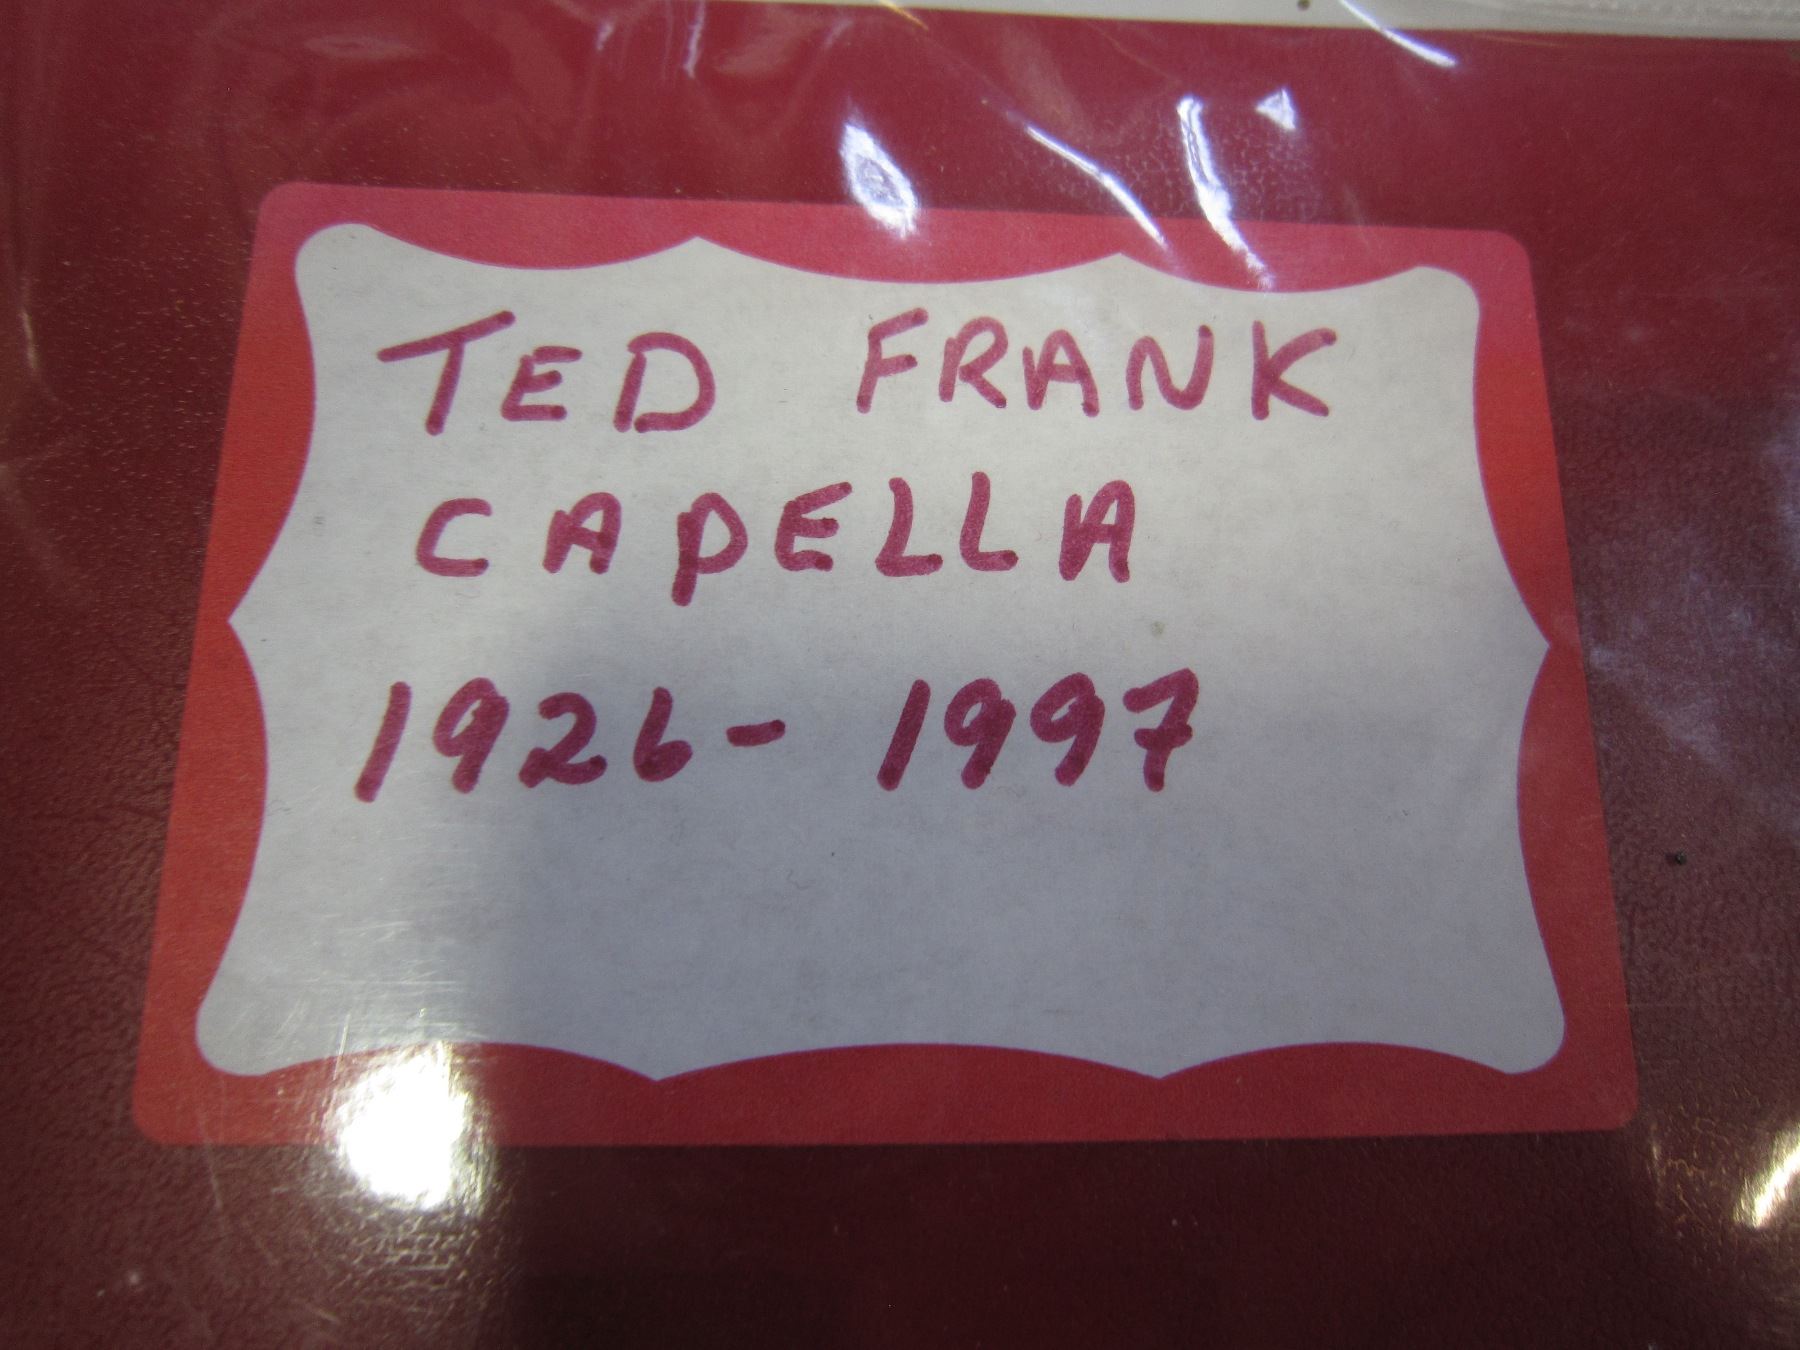 TED FRANK
CAPELLA
1926 - 1997